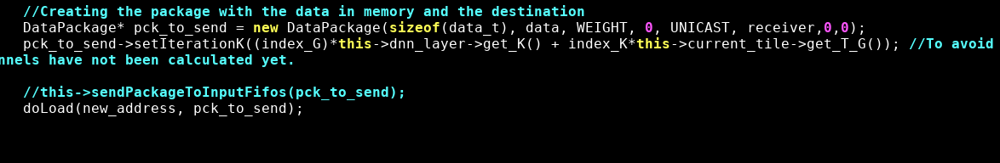 //Creating the package with the data in memory and the destination
DataPackage* pck_to_send = new DataPackage(sizeof(data_t), data, WEIGHT, 0, UNICAST, receiver,0,0);
pck_to_send->setIterationK((index_G)*this->dnn_layer->get_K() + index_K*this->current_tile->get_T_G()); //To avoid
nnels have not been calculated yet.
//this->sendPackageToInputFifos(pck_to_send);
doLoad(new_address, pck_to_send);